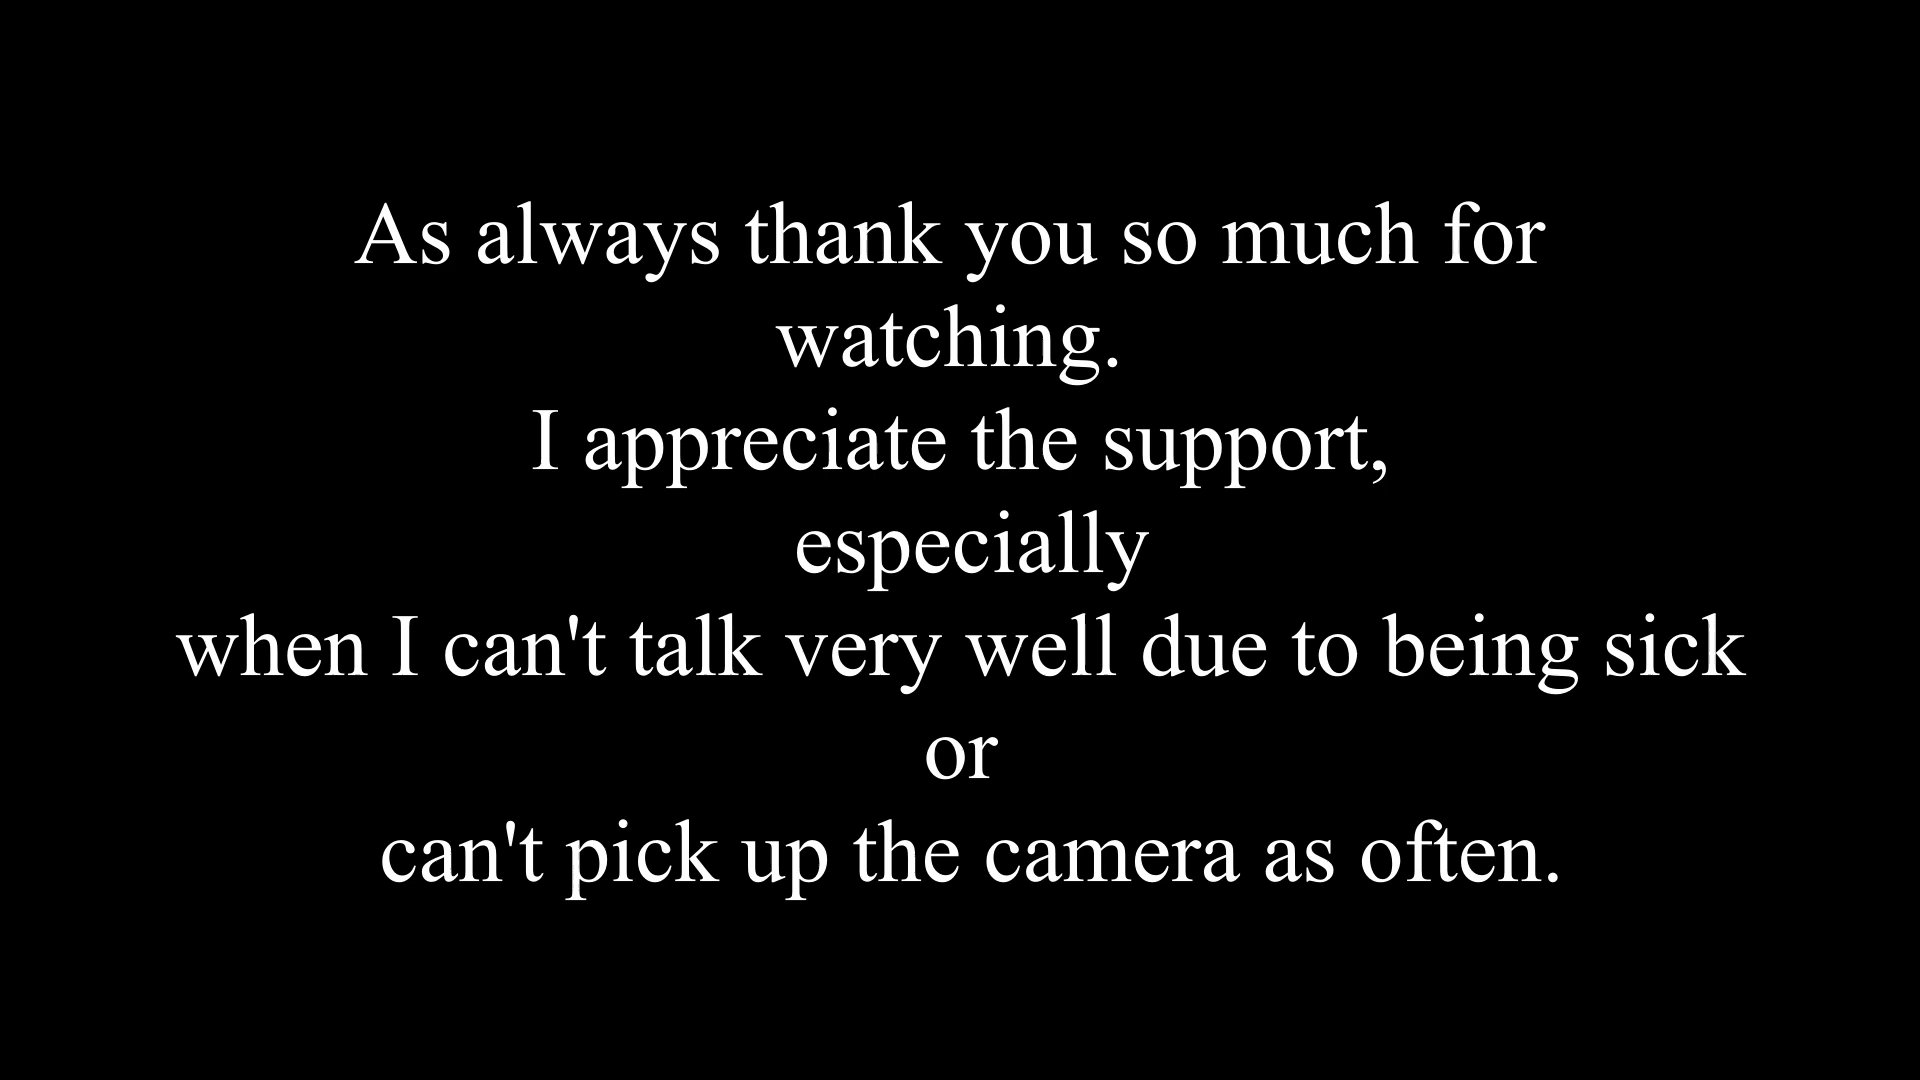 As always thank you so much for
watching.
I appreciate the support,
especially
when I can't talk very well due to being sick
or
can't pick up the camera as often.